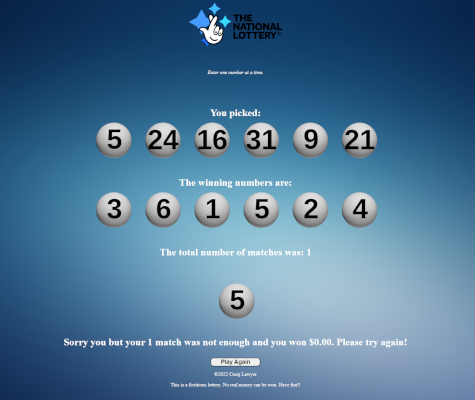 THE
NATIONAL
LOTTERY®
Enter one number at a time
You picked:
5 24 16 31 9 21
The winning numbers are:
3 6 1 5 2 4
The total number of matches was: 1
5
Sorry you but your 1 match was not enough and you won $0.00. Please try again!
Play Again
©2022 Craig Lawyer
This is a fictitious lottery. No real money can be won. Have fun!!